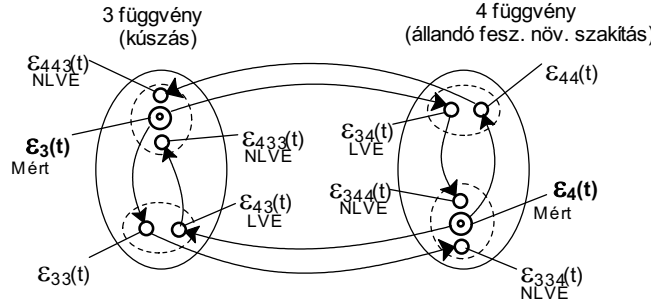 3 függvény
(kúszás)
4 függvény
(állandó fesz. növ. szakítás)
ε443(t)
NLVE
ε44(t)
ε3(t)
Mért
ε433(t)
NLVE
ε34(t)
LVE
ε344(t)
NLVE
ε4(t)
Mért
ε43(t)
LVE
ε33(t)
ε334(t)
NLVE